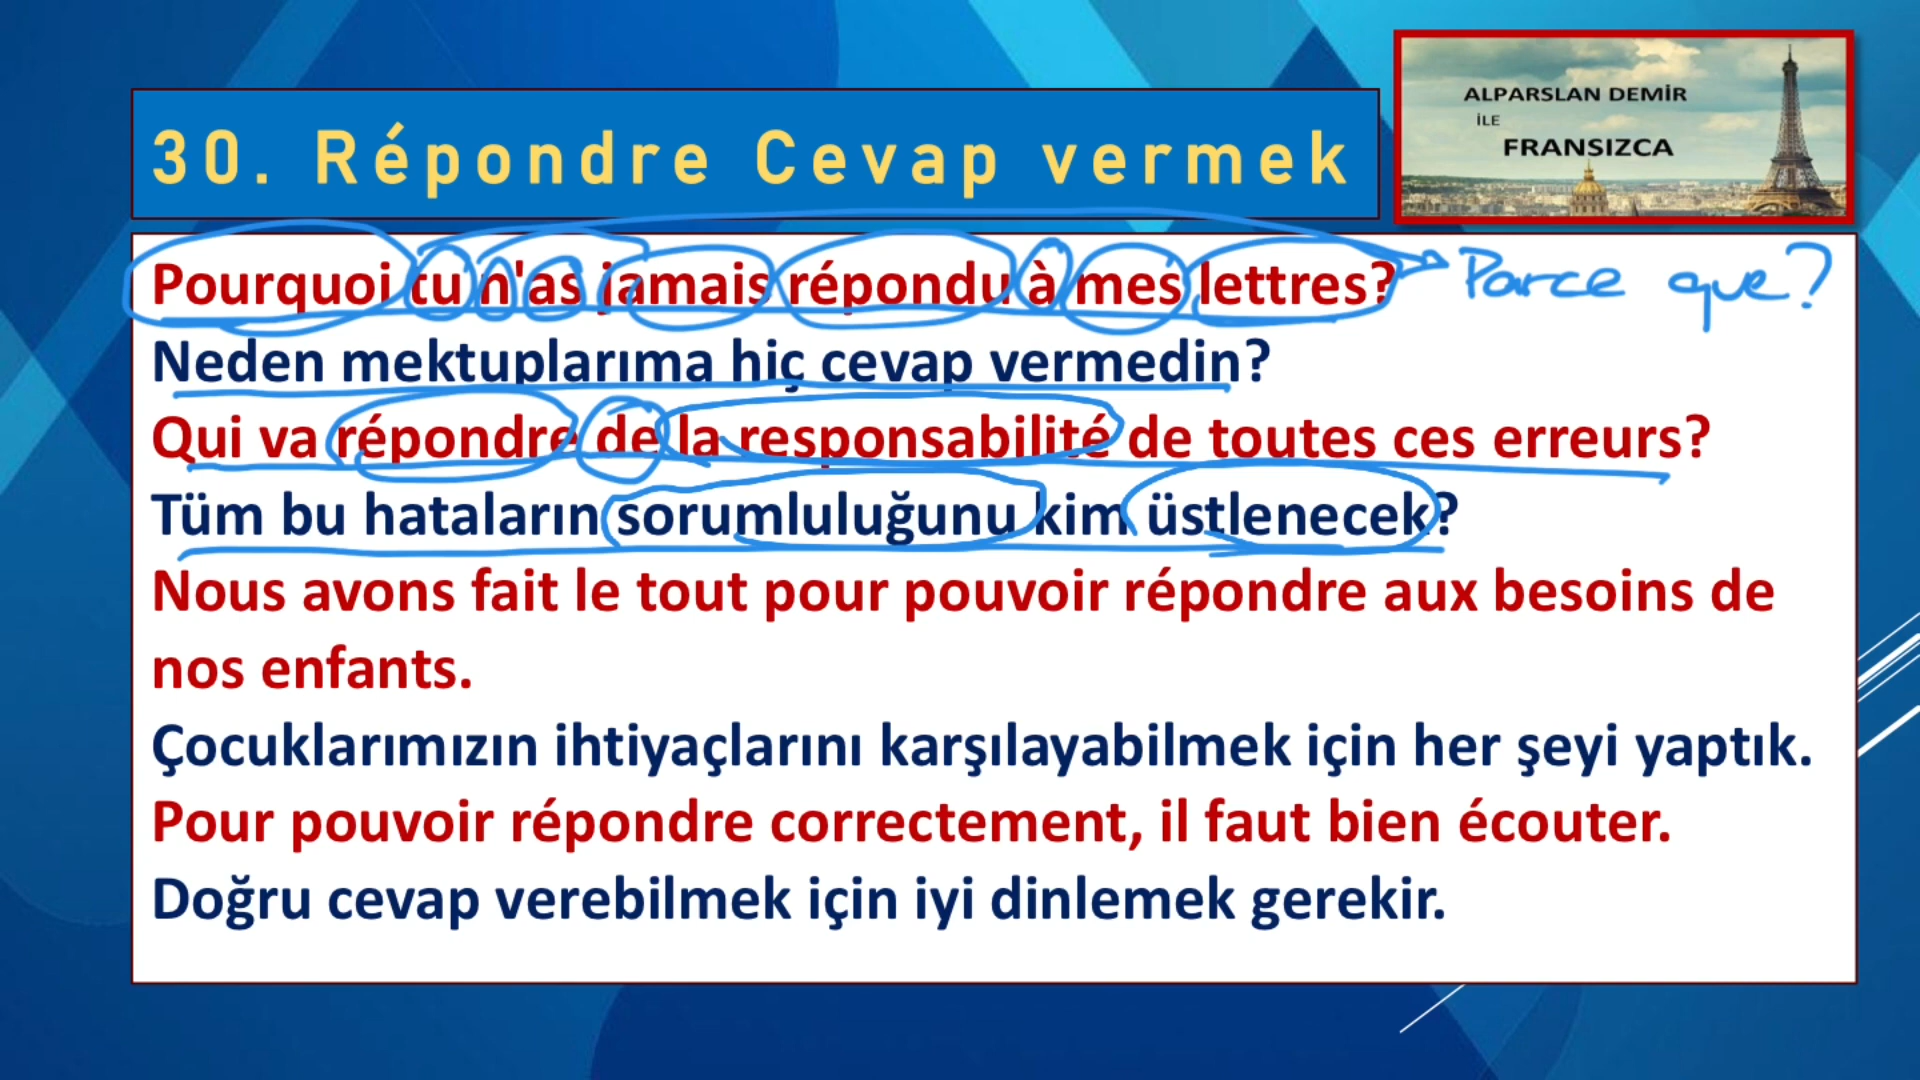 ALPARSLAN DEMİR
İLE
FRANSIZCA
30. Répondre Cevap vermek
Pourquoi tu n'as jamais répondu à mes lettres? Parce que?
Neden mektuplarıma hiç cevap vermedin?
Qui va répondre de la responsabilité de toutes ces erreurs?
Tüm bu hataların sorumluluğunu kim üstlenecek?
Nous avons fait le tout pour pouvoir répondre aux besoins de
nos enfants.
Çocuklarımızın ihtiyaçlarını karşılayabilmek için her şeyi yaptık.
Pour pouvoir répondre correctement, il faut bien écouter.
Doğru cevap verebilmek için iyi dinlemek gerekir.